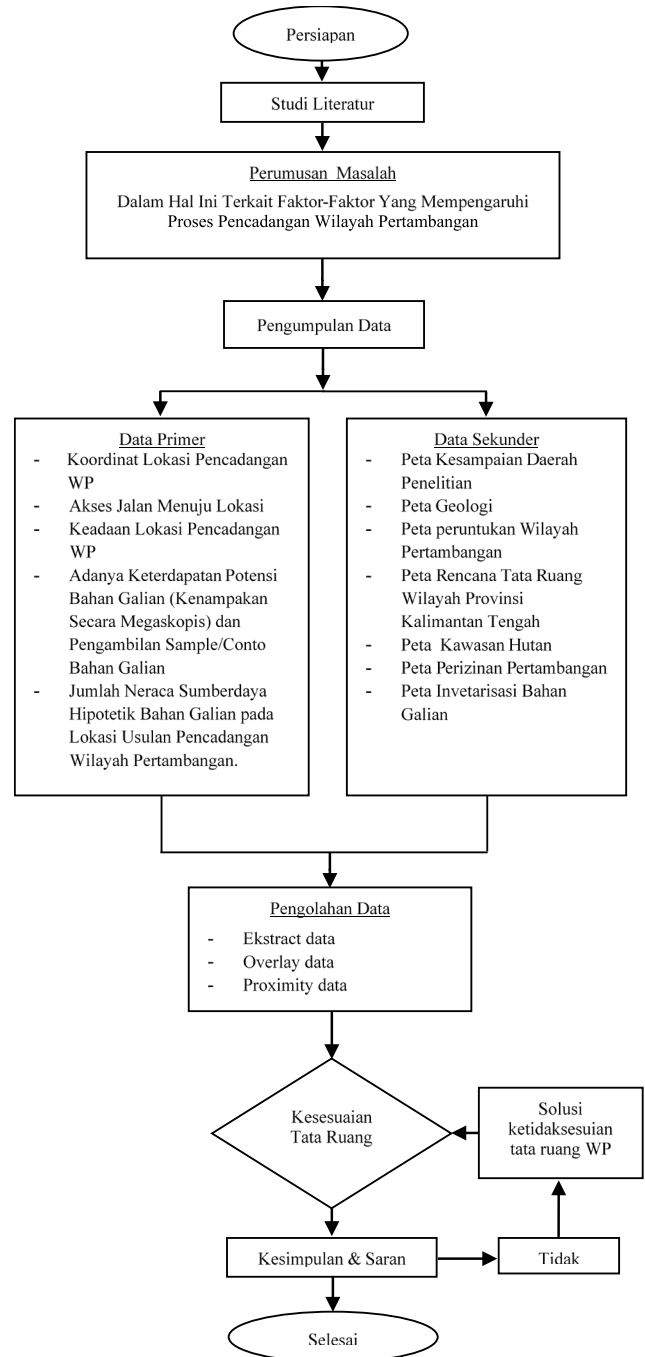 Persiapan
Studi Literatur
Perumusan Masalah
Dalam Hal Ini Terkait Faktor-Faktor Yang Mempengaruhi
Proses Pencadangan Wilayah Pertambangan
Pengumpulan Data
Data Primer
- Koordinat Lokasi Pencadangan
WP
- Akses Jalan Menuju Lokasi
- Keadaan Lokasi Pencadangan
WP
- Adanya Keterdapatan Potensi
Bahan Galian (Kenampakan
Secara Megaskopis) dan
Pengambilan Sample/Conto
Bahan Galian
- Jumlah Neraca Sumberdaya
Hipotetik Bahan Galian pada
Lokasi Usulan Pencadangan
Wilayah Pertambangan.
Data Sekunder
- Peta Kesampaian Daerah
Penelitian
- Peta Geologi
- Peta peruntukan Wilayah
Pertambangan
- Peta Rencana Tata Ruang
Wilayah Provinsi
Kalimantan Tengah
- Peta Kawasan Hutan
- Peta Perizinan Pertambangan
- Peta Invetarisasi Bahan
Galian
Pengolahan Data
- Ekstract data
- Overlay data
- Proximity data
Kesesuaian
Tata Ruang
Solusi
ketidaksesuian
tata ruang WP
Kesimpulan & Saran
Tidak
Selesai